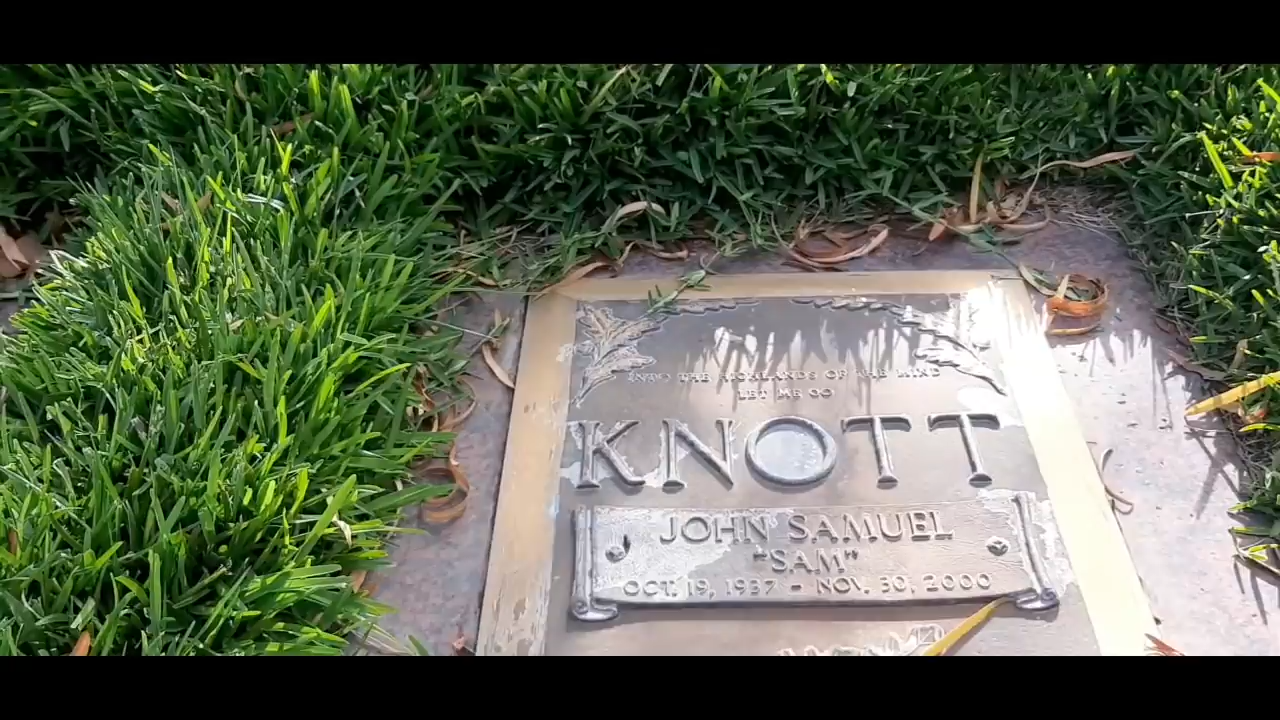 INTO THE HIGHLANDS OF THE MIND
LET ME GO
KNOTT
JOHN SAMUEL
"SAM"
OCT. 19, 1937 – NOV. 30, 2000